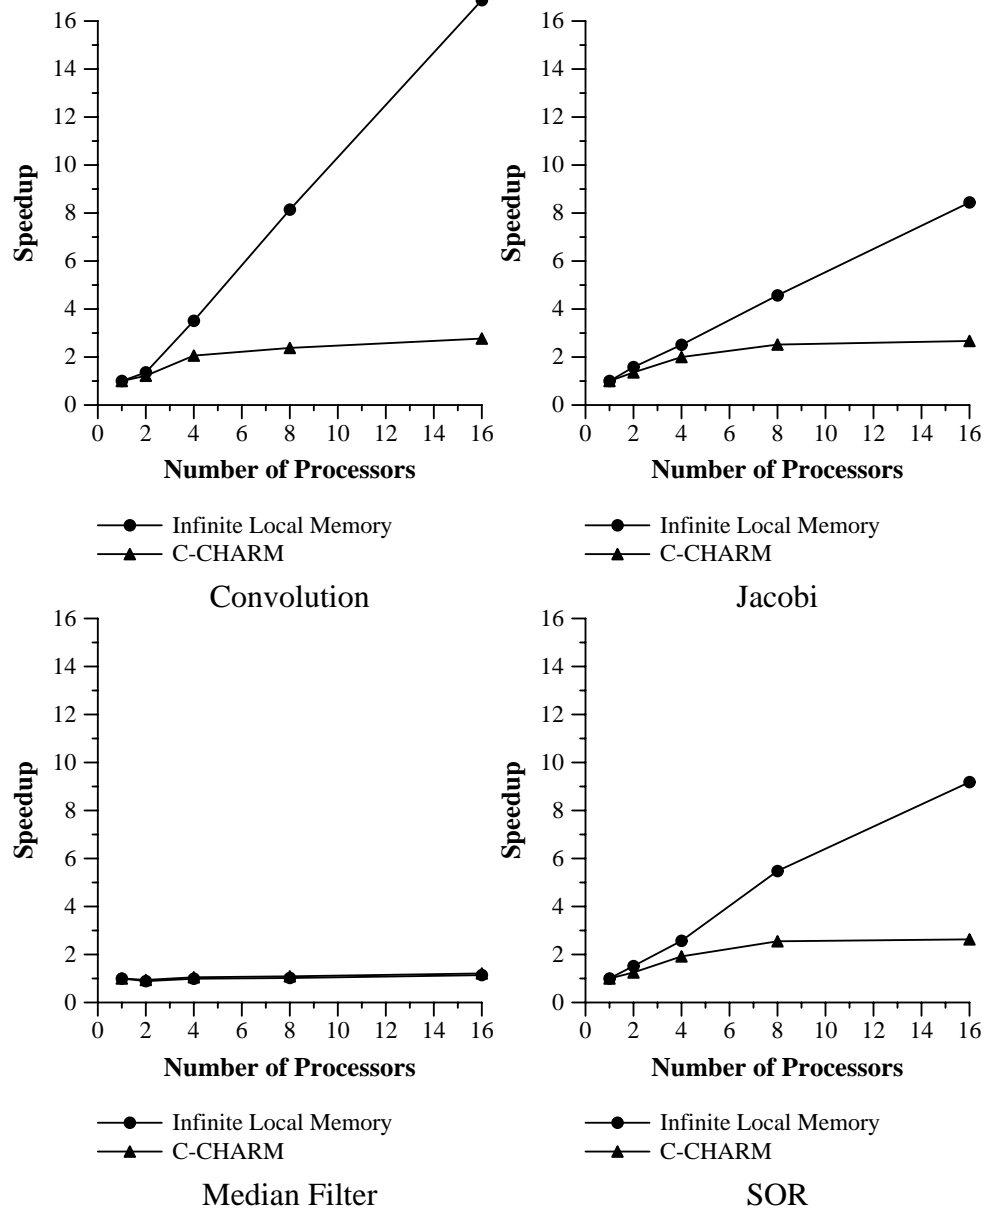 16
14
12
10
8
6
4
2
0
Speedup
0 2 4 6 8 10 12 14 16
Number of Processors
Infinite Local Memory
C-CHARM
Convolution
16
14
12
10
8
6
4
2
0
Speedup
0 2 4 6 8 10 12 14 16
Number of Processors
Infinite Local Memory
C-CHARM
Jacobi
16
14
12
10
8
6
4
2
0
Speedup
0 2 4 6 8 10 12 14 16
Number of Processors
Infinite Local Memory
C-CHARM
Median Filter
16
14
12
10
8
6
4
2
0
Speedup
0 2 4 6 8 10 12 14 16
Number of Processors
Infinite Local Memory
C-CHARM
SOR